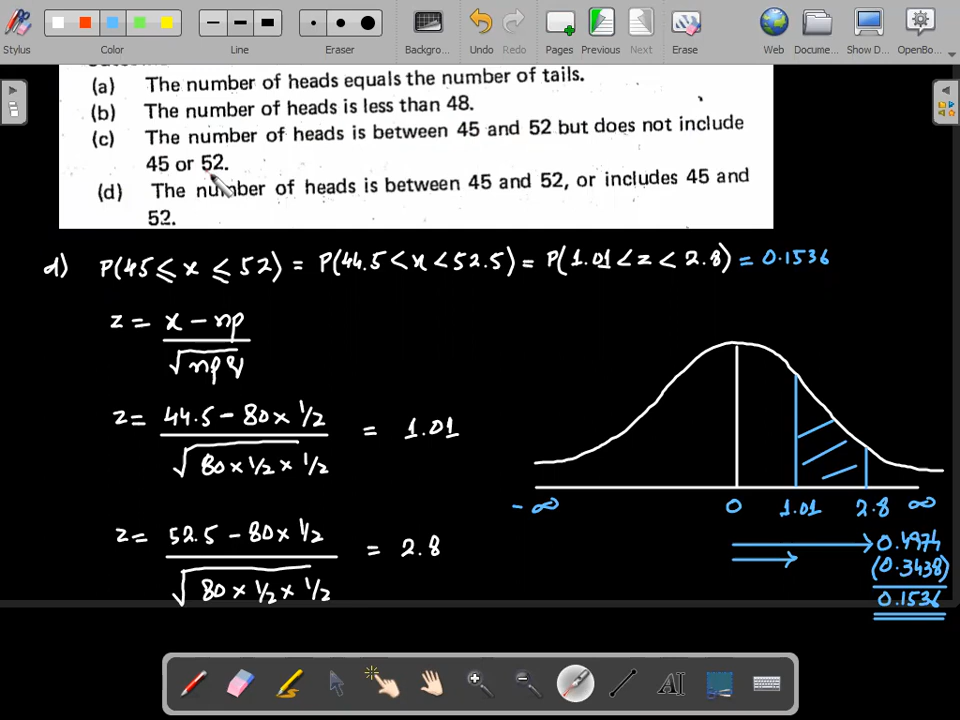 Stylus
Color
Line
Eraser
Backgro...
Undo
Redo
Pages
Previous
Next
Erase
Web
Docume...
Show D...
OpenBo...
(a) The number of heads equals the number of tails.
(b) The number of heads is less than 48.
(c) The number of heads is between 45 and 52 but does not include
45 or 52.
(d) The number of heads is between 45 and 52, or includes 45 and
52.
d) P(45 ≤ x ≤ 52) = P(44.5 < x < 52.5) = P(1.01 < z < 2.8) = 0.1536
z = x - np
√npq
z = 44.5 - 80 x 1/2 = 1.01
√80 x 1/2 x 1/2
z = 52.5 - 80 x 1/2 = 2.8
√80 x 1/2 x 1/2
-∞ 0 1.01 2.8 ∞
0.4974
(0.3438)
0.1536